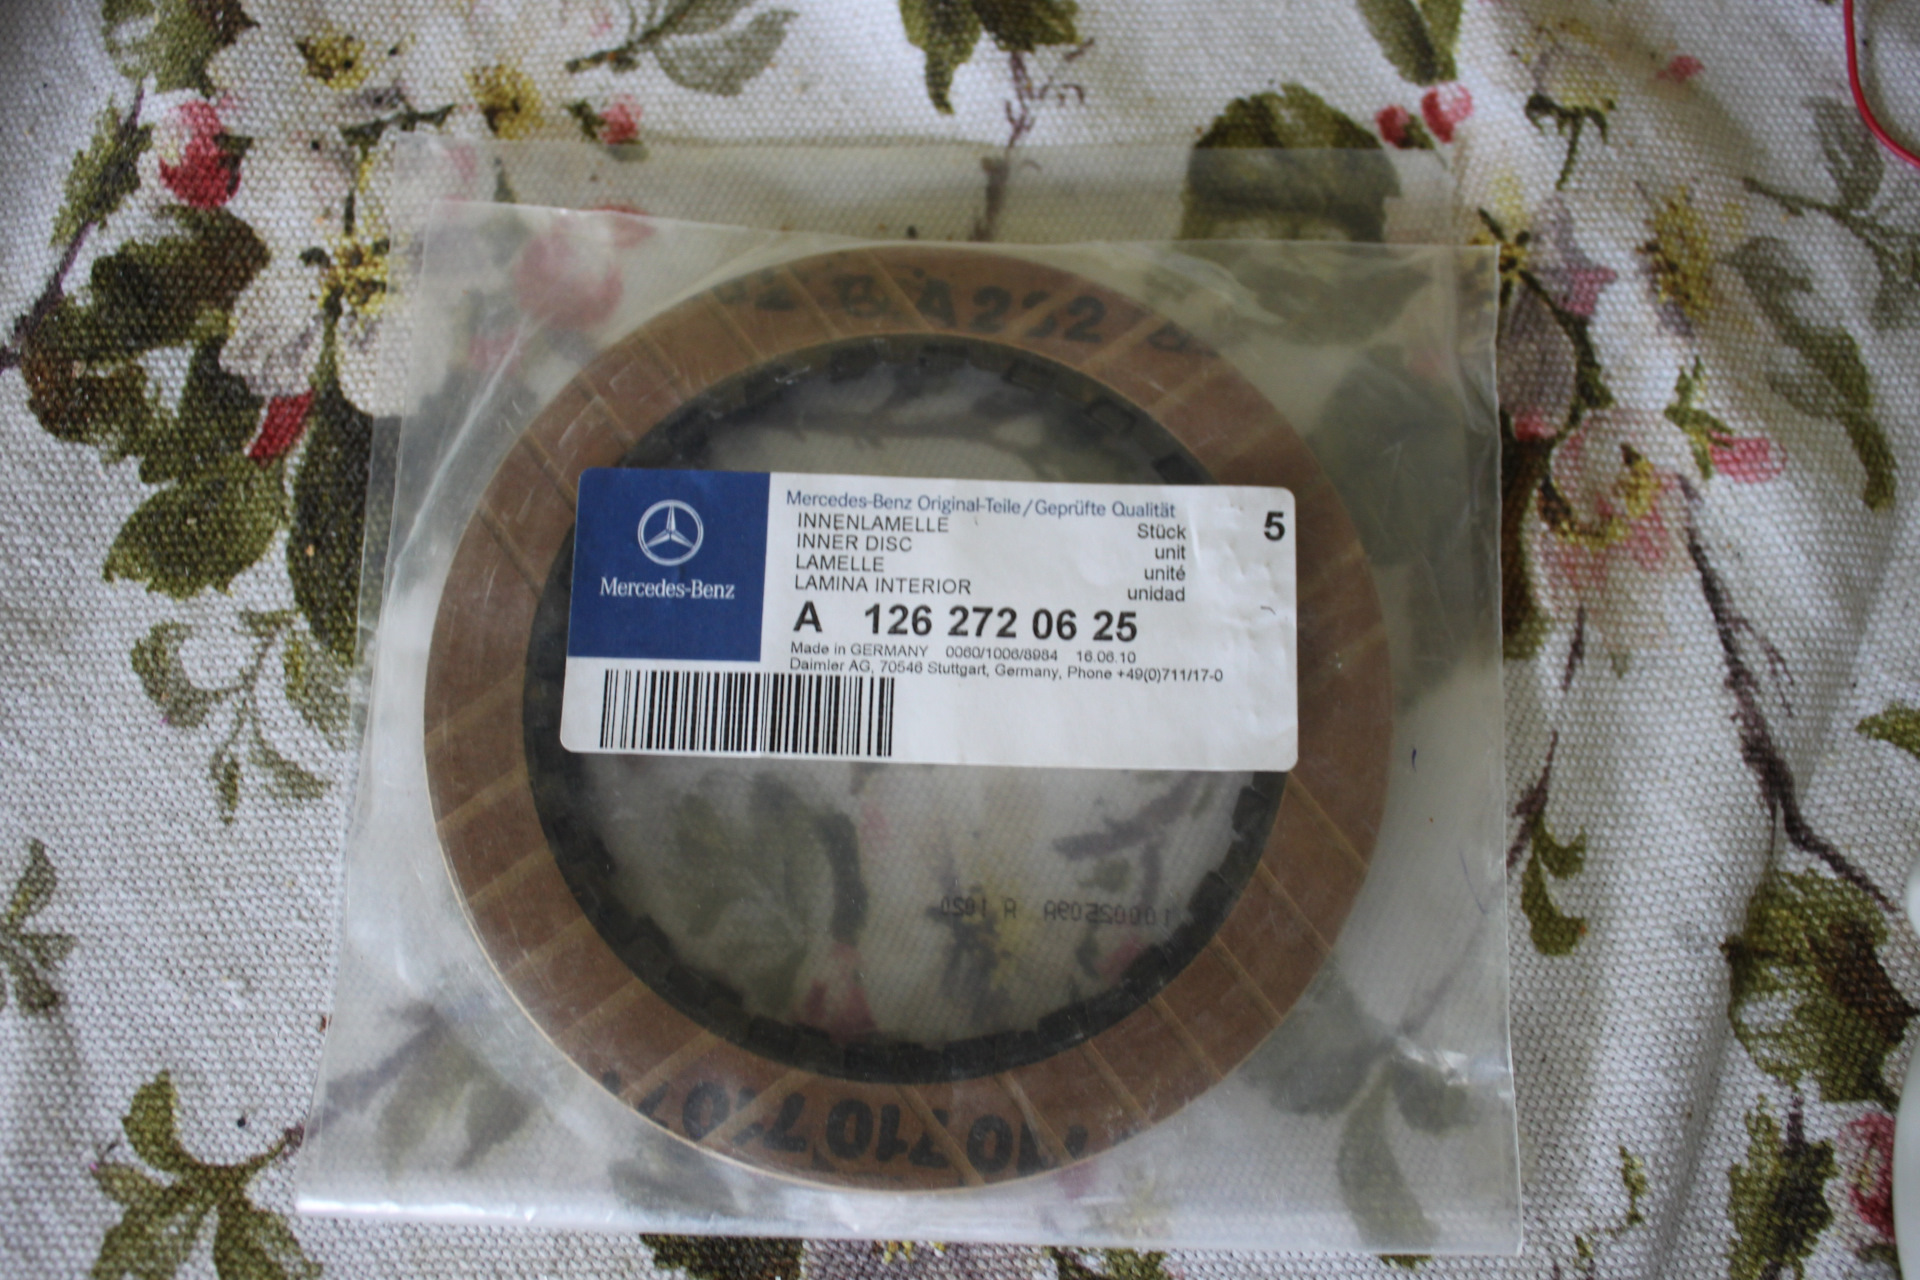 Mercedes-Benz
Mercedes-Benz Original-Teile/Geprüfte Qualität
INNENLAMELLE Stück 5
INNER DISC unit
LAMELLE unité
LAMINA INTERIOR unidad
A 126 272 06 25
Made in GERMANY 0060/1006/8984 16.06.10
Daimler AG, 70546 Stuttgart, Germany, Phone +49(0)711/17-0
710 710